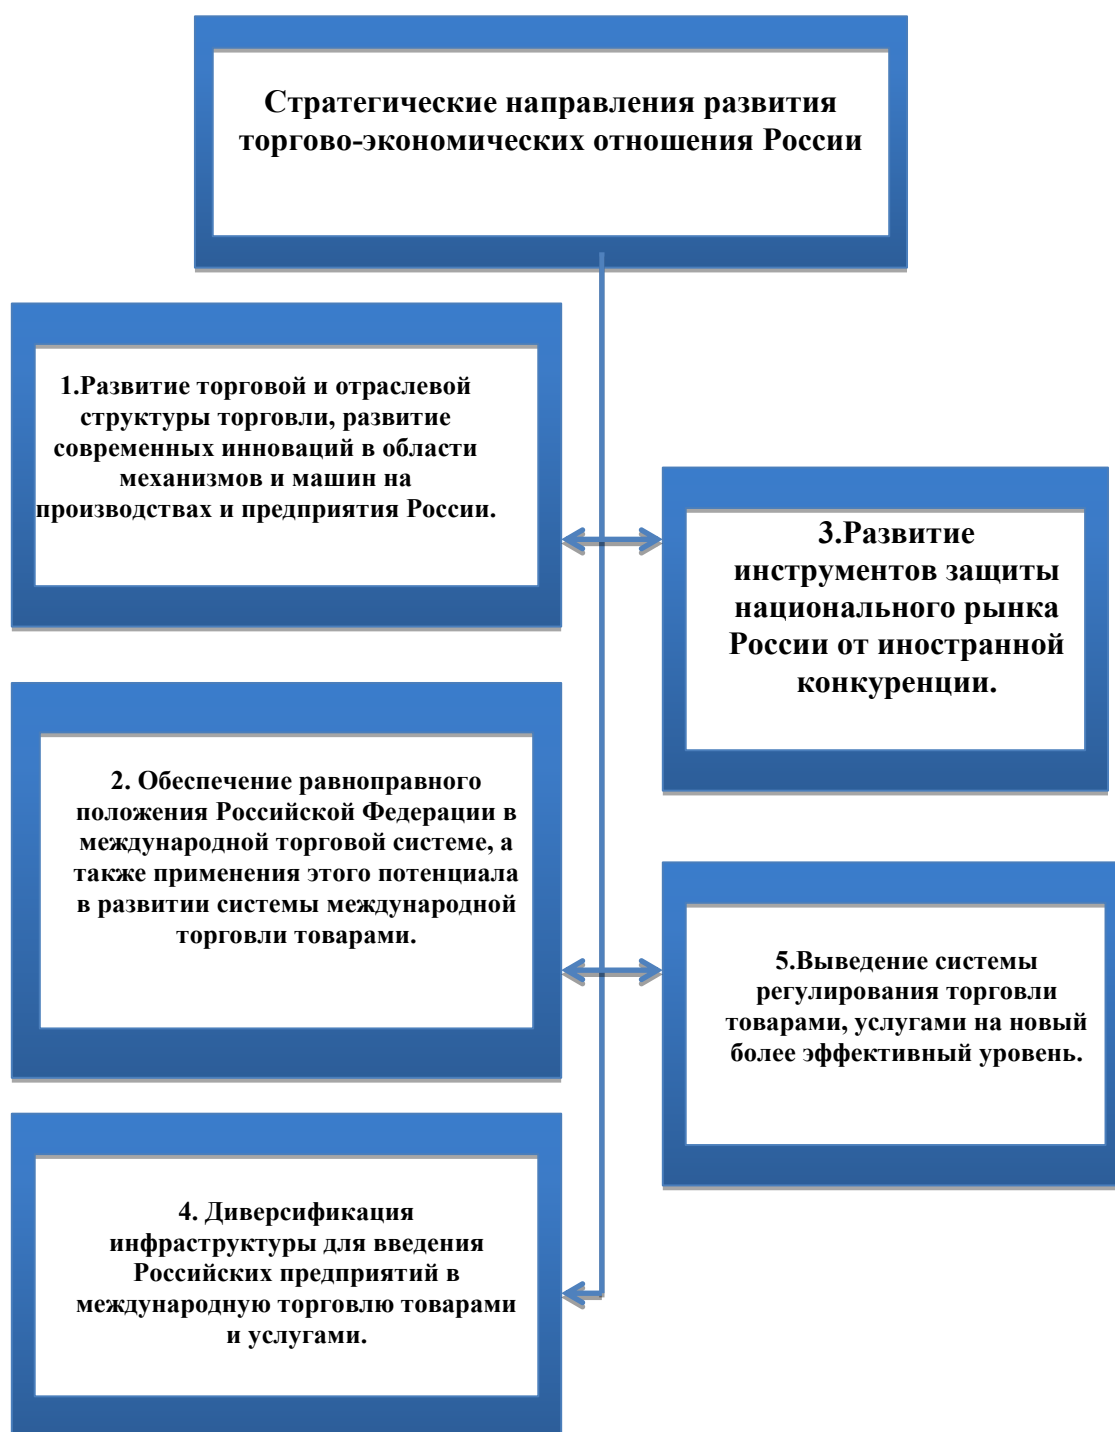 Стратегические направления развития
торгово-экономических отношения России
1.Развитие торговой и отраслевой
структуры торговли, развитие
современных инноваций в области
механизмов и машин на
производствах и предприятия России.
3.Развитие
инструментов защиты
национального рынка
России от иностранной
конкуренции.
2. Обеспечение равноправного
положения Российской Федерации в
международной торговой системе, а
также применения этого потенциала
в развитии системы международной
торговли товарами.
5.Выведение системы
регулирования торговли
товарами, услугами на новый
более эффективный уровень.
4. Диверсификация
инфраструктуры для введения
Российских предприятий в
международную торговлю товарами
и услугами.